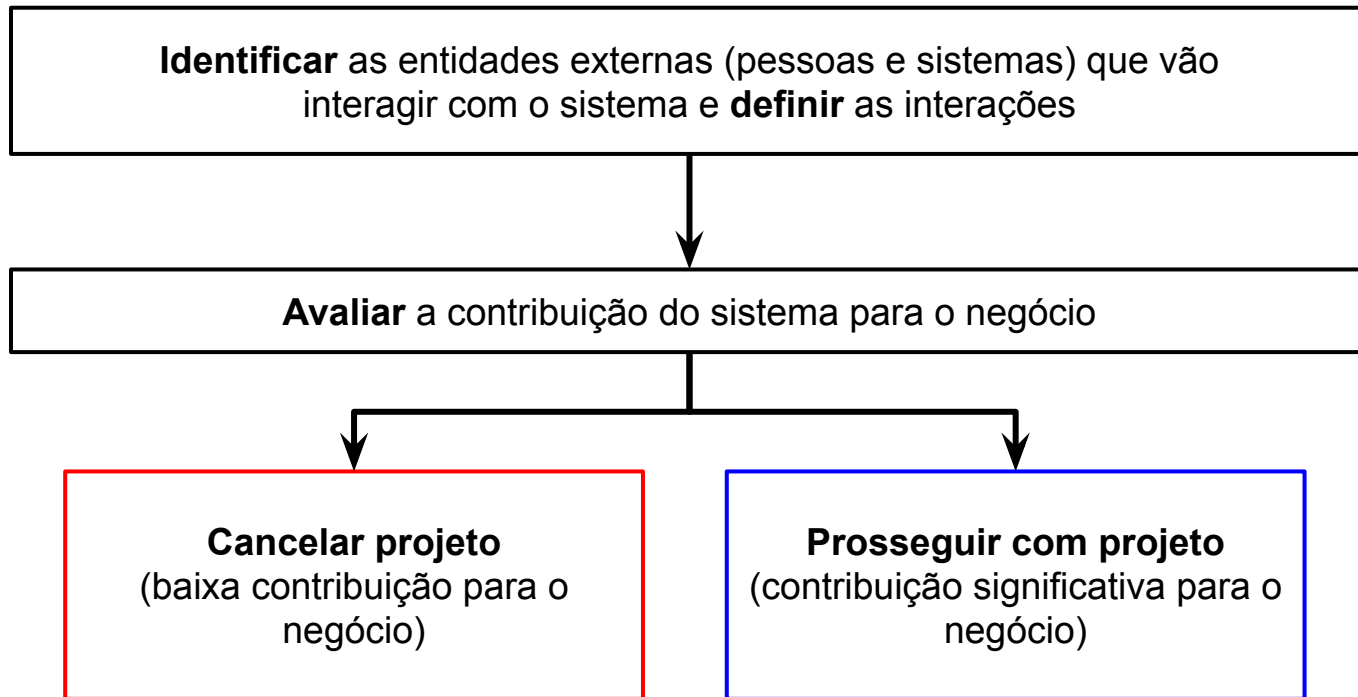 Identificar as entidades externas (pessoas e sistemas) que vão
interagir com o sistema e definir as interações
Avaliar a contribuição do sistema para o negócio
Cancelar projeto
(baixa contribuição para o
negócio)
Prosseguir com projeto
(contribuição significativa para o
negócio)